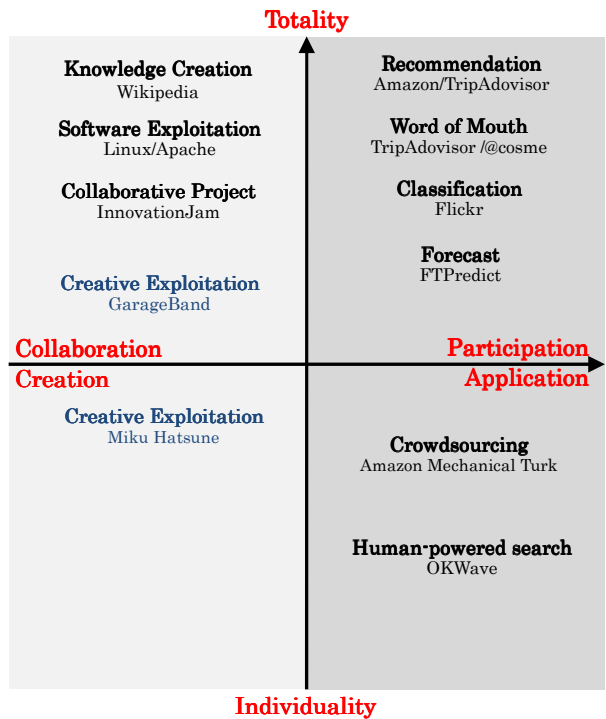 Totality
Knowledge Creation
Wikipedia
Software Exploitation
Linux/Apache
Collaborative Project
InnovationJam
Creative Exploitation
GarageBand
Recommendation
Amazon/TripAdovisor
Word of Mouth
TripAdovisor /@cosme
Classification
Flickr
Forecast
FTPredict
Collaboration
Participation
Creation
Application
Creative Exploitation
Miku Hatsune
Crowdsourcing
Amazon Mechanical Turk
Human-powered search
OKWave
Individuality